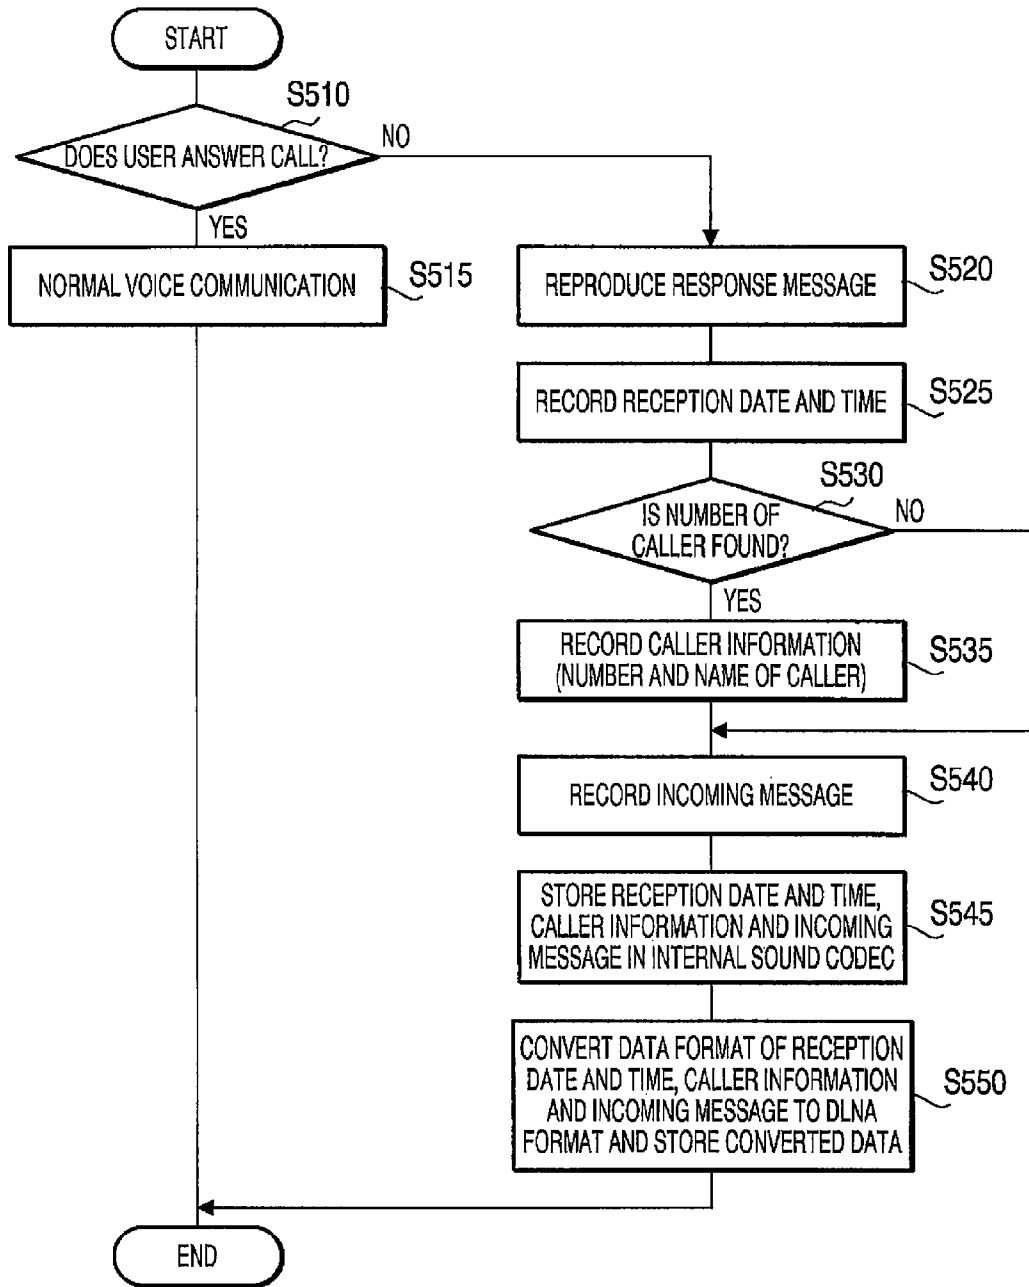 START
S510
DOES USER ANSWER CALL?
NO
YES
NORMAL VOICE COMMUNICATION
S515
REPRODUCE RESPONSE MESSAGE
S520
RECORD RECEPTION DATE AND TIME
S525
S530
IS NUMBER OF
CALLER FOUND?
NO
YES
RECORD CALLER INFORMATION
(NUMBER AND NAME OF CALLER)
S535
RECORD INCOMING MESSAGE
S540
STORE RECEPTION DATE AND TIME,
CALLER INFORMATION AND INCOMING
MESSAGE IN INTERNAL SOUND CODEC
S545
CONVERT DATA FORMAT OF RECEPTION
DATE AND TIME, CALLER INFORMATION
AND INCOMING MESSAGE TO DLNA
FORMAT AND STORE CONVERTED DATA
S550
END